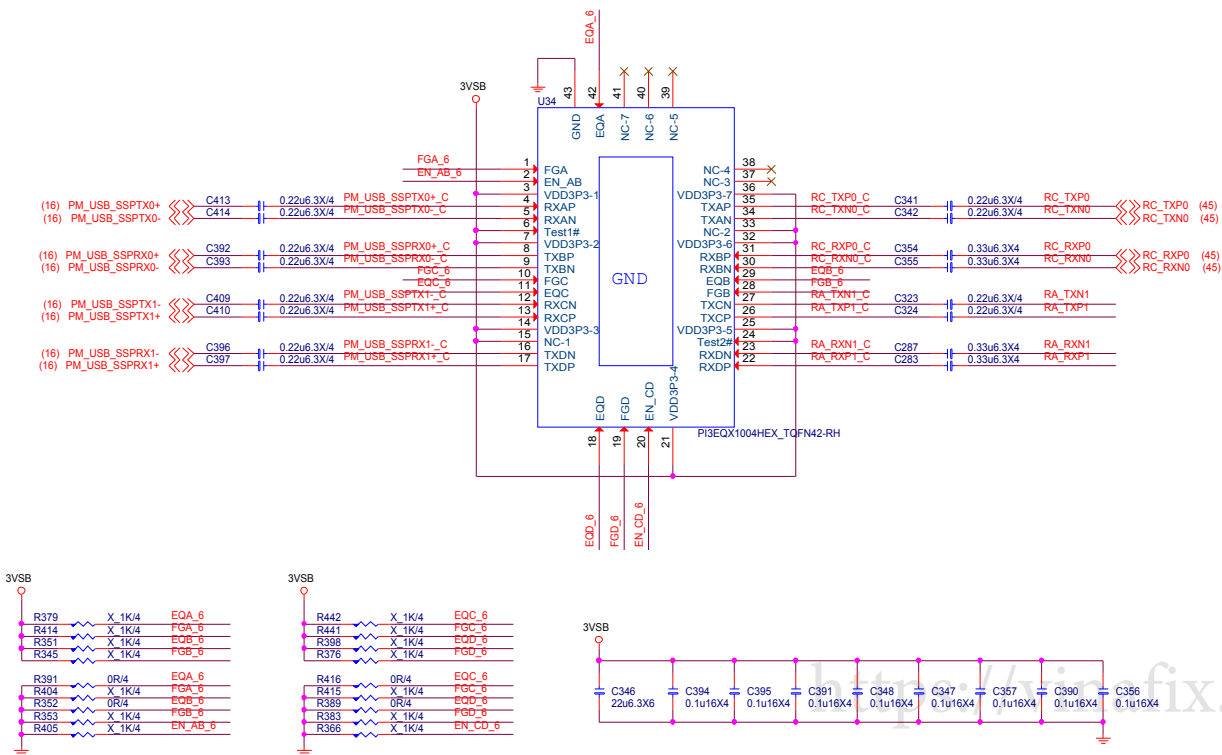 EQA_6
3VSB
U34
43
42
41
40
39
GND
EQA
NC-7
NC-6
NC-5
FGA_6 1 FGA
EN_AB_6 2 EN_AB
3 VDD3P3-1
(16) PM_USB_SSPTX0+ C413 0.22u6.3X/4 PM_USB_SSPTX0+_C 4 RXAP
(16) PM_USB_SSPTX0- C414 0.22u6.3X/4 PM_USB_SSPTX0-_C 5 RXAN
6 Test1#
7 VDD3P3-2
(16) PM_USB_SSPRX0+ C392 0.22u6.3X/4 PM_USB_SSPRX0+_C 8 TXBP
(16) PM_USB_SSPRX0- C393 0.22u6.3X/4 PM_USB_SSPRX0-_C 9 TXBN
FGC_6 10 FGC
EQC_6 11 EQC
(16) PM_USB_SSPTX1- C409 0.22u6.3X/4 PM_USB_SSPTX1-_C 12 RXCN
(16) PM_USB_SSPTX1+ C410 0.22u6.3X/4 PM_USB_SSPTX1+_C 13 RXCP
14 VDD3P3-3
15 NC-1
(16) PM_USB_SSPRX1- C396 0.22u6.3X/4 PM_USB_SSPRX1-_C 16 TXDN
(16) PM_USB_SSPRX1+ C397 0.22u6.3X/4 PM_USB_SSPRX1+_C 17 TXDP
GND
NC-4 38
NC-3 37
VDD3P3-7 36
TXAP 35 RC_TXP0_C C341 0.22u6.3X/4 RC_TXP0 RC_TXP0 (45)
TXAN 34 RC_TXN0_C C342 0.22u6.3X/4 RC_TXN0 RC_TXN0 (45)
NC-2 33
VDD3P3-6 32
RXBP 31 RC_RXP0_C C354 0.33u6.3X4 RC_RXP0 RC_RXP0 (45)
RXBN 30 RC_RXN0_C C355 0.33u6.3X4 RC_RXN0 RC_RXN0 (45)
EQB 29 EQB_6
FGB 28 FGB_6
TXCN 27 RA_TXN1_C C323 0.22u6.3X/4 RA_TXN1
TXCP 26 RA_TXP1_C C324 0.22u6.3X/4 RA_TXP1
VDD3P3-5 25
Test2# 24
RXDN 23 RA_RXN1_C C287 0.33u6.3X4 RA_RXN1
RXDP 22 RA_RXP1_C C283 0.33u6.3X4 RA_RXP1
EQD
FGD
EN_CD
VDD3P3-4
18
19
20
21
PI3EQX1004HEX_TQFN42-RH
EQD_6
FGD_6
EN_CD_6
3VSB
R379 X_1K/4 EQA_6
R414 X_1K/4 FGA_6
R351 X_1K/4 EQB_6
R345 X_1K/4 FGB_6
R391 0R/4 EQA_6
R404 X_1K/4 FGA_6
R352 0R/4 EQB_6
R353 X_1K/4 FGB_6
R405 X_1K/4 EN_AB_6
3VSB
R442 X_1K/4 EQC_6
R441 X_1K/4 FGC_6
R398 X_1K/4 EQD_6
R376 X_1K/4 FGD_6
R416 0R/4 EQC_6
R415 X_1K/4 FGC_6
R389 0R/4 EQD_6
R383 X_1K/4 FGD_6
R366 X_1K/4 EN_CD_6
3VSB
C346 C394 C395 C391 C348 C347 C357 C390 C356
22u6.3X6 0.1u16X4 0.1u16X4 0.1u16X4 0.1u16X4 0.1u16X4 0.1u16X4 0.1u16X4 0.1u16X4
https://vinafix.